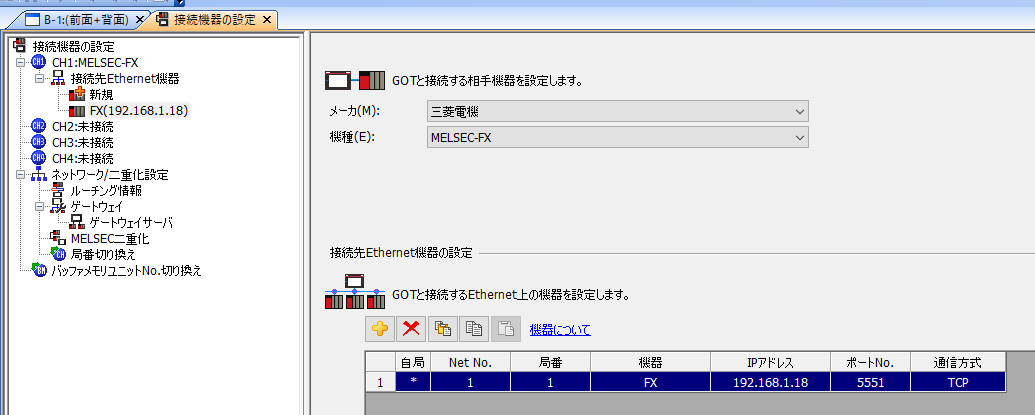 B-1:(前面+背面)
接続機器の設定
接続機器の設定
CH1:MELSEC-FX
接続先Ethernet機器
新規
FX(192.168.1.18)
CH2:未接続
CH3:未接続
CH4:未接続
ネットワーク/二重化設定
ルーチング情報
ゲートウェイ
ゲートウェイサーバ
MELSEC二重化
局番切り換え
バッファメモリユニットNo.切り換え
GOTと接続する相手機器を設定します。
メーカ(M): 三菱電機
機種(E): MELSEC-FX
接続先Ethernet機器の設定
GOTと接続するEthernet上の機器を設定します。
機器について
自局 Net No. 局番 機器 IPアドレス ポートNo. 通信方式
1 * 1 1 FX 192.168.1.18 5551 TCP